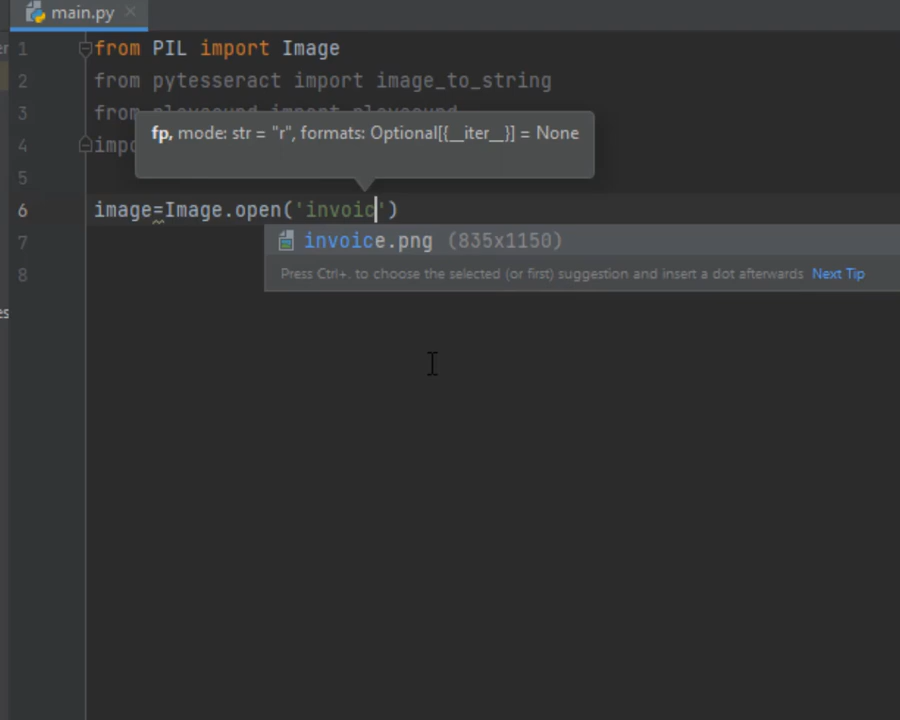 main.py
1 from PIL import Image
2 from pytesseract import image_to_string
3 from
fp, mode: str = "r", formats: Optional[{__iter__}] = None
4 impo
5
6 image=Image.open('invoic')
7 invoice.png (835x1150)
8 Press Ctrl+. to choose the selected (or first) suggestion and insert a dot afterwards Next Tip